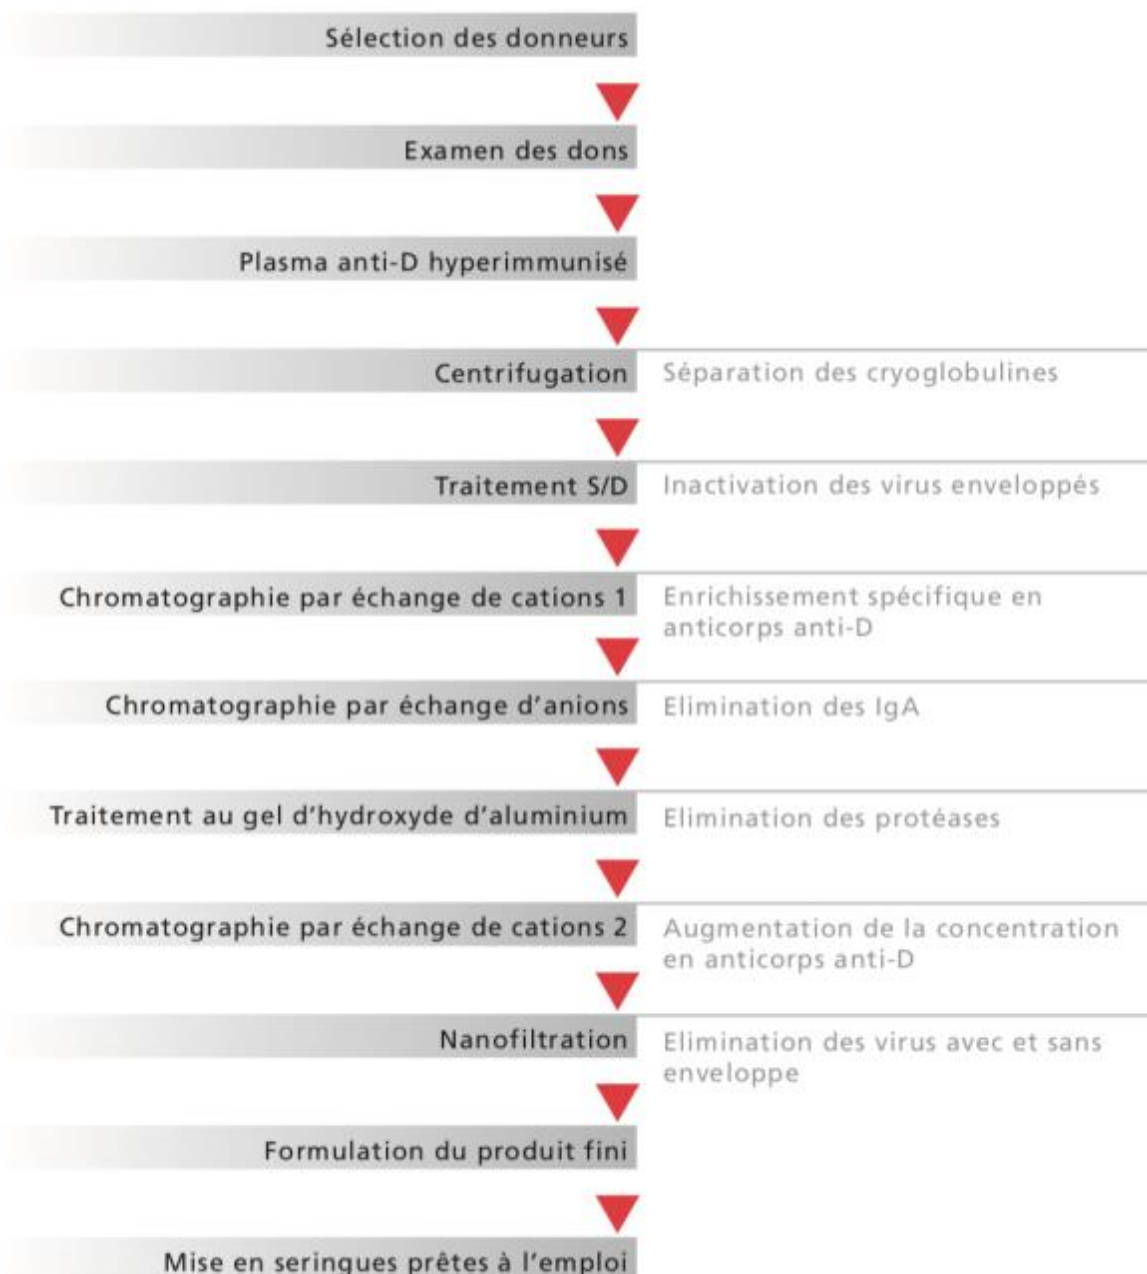 Sélection des donneurs
Examen des dons
Plasma anti-D hyperimmunisé
Centrifugation
Séparation des cryoglobulines
Traitement S/D
Inactivation des virus enveloppés
Chromatographie par échange de cations 1
Enrichissement spécifique en
anticorps anti-D
Chromatographie par échange d'anions
Elimination des IgA
Traitement au gel d'hydroxyde d'aluminium
Elimination des protéases
Chromatographie par échange de cations 2
Augmentation de la concentration
en anticorps anti-D
Nanofiltration
Elimination des virus avec et sans
enveloppe
Formulation du produit fini
Mise en seringues prêtes à l'emploi